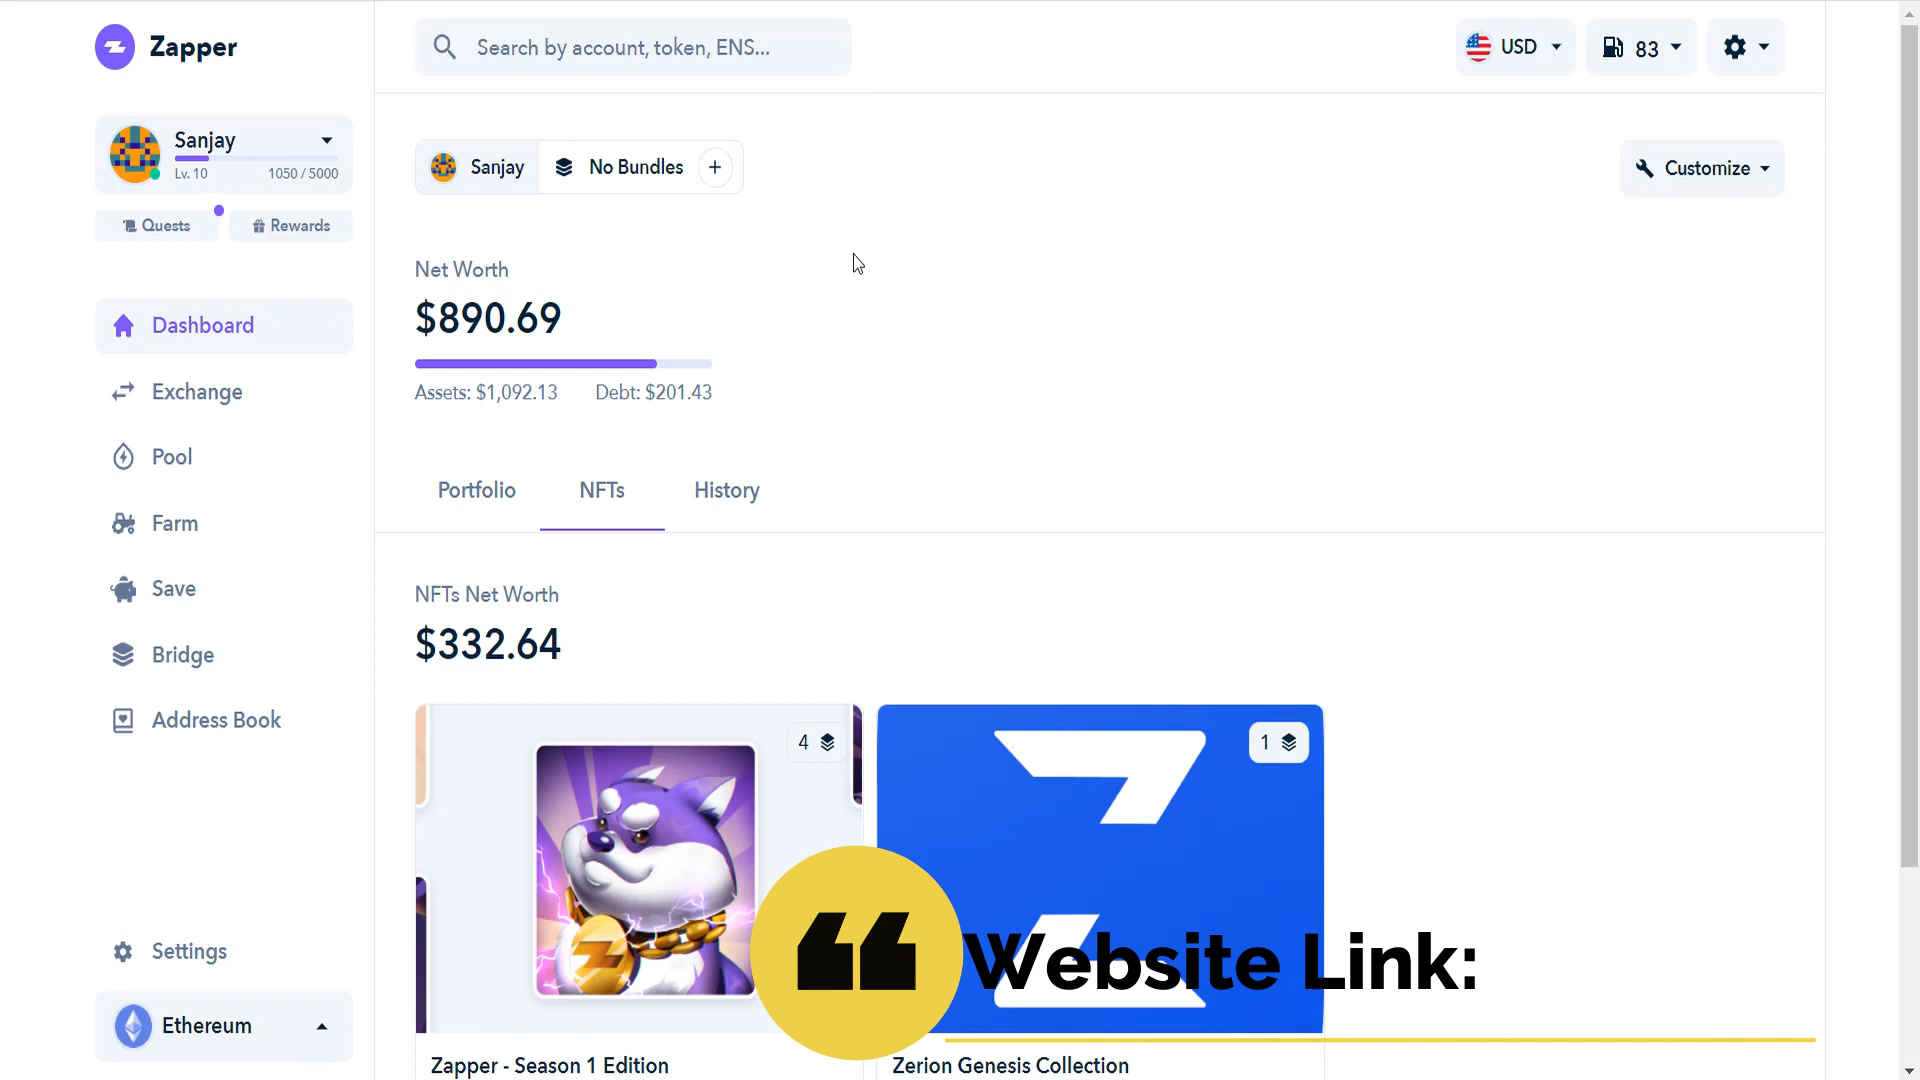 Zapper
Search by account, token, ENS...
USD
83
Sanjay
Lv. 10
1050 / 5000
Quests
Rewards
Sanjay
No Bundles
+
Customize
Net Worth
$890.69
Assets: $1,092.13
Debt: $201.43
Dashboard
Exchange
Pool
Farm
Save
Bridge
Address Book
Settings
Ethereum
Portfolio
NFTs
History
NFTs Net Worth
$332.64
4
1
Zapper - Season 1 Edition
Zerion Genesis Collection
“
Website Link: